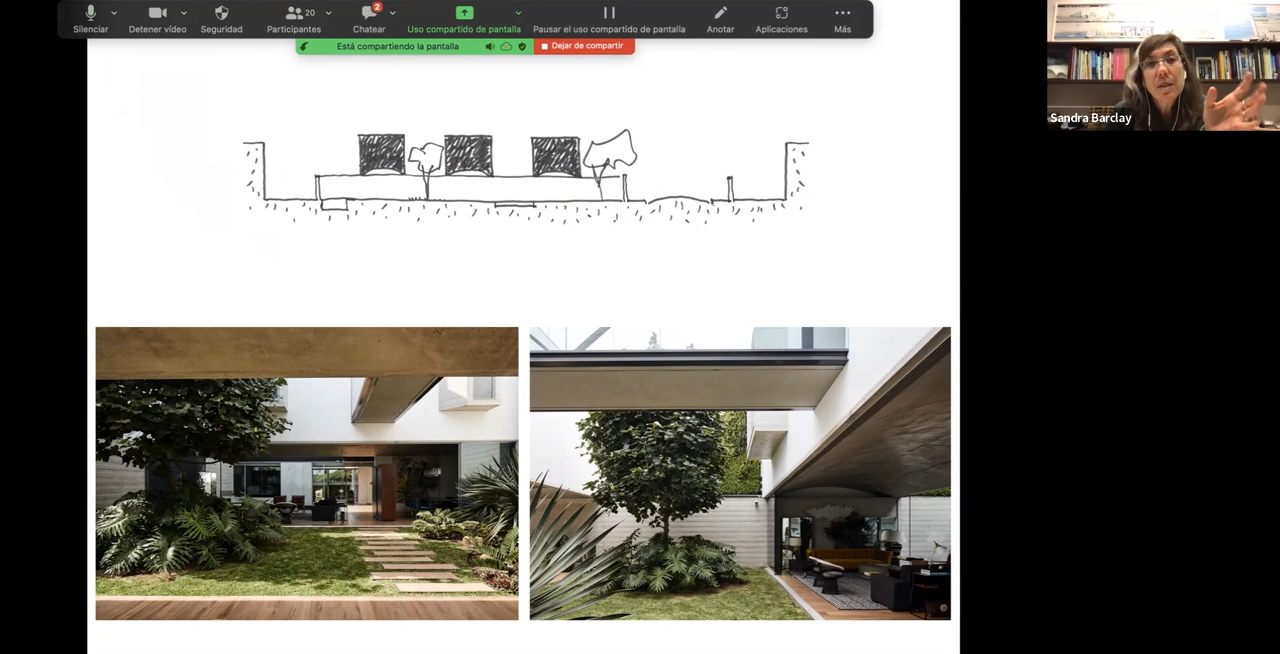 20
2
Silenciar
Detener vídeo
Seguridad
Participantes
Chatear
Uso compartido de pantalla
Pausar el uso compartido de pantalla
Anotar
Aplicaciones
Más
Está compartiendo la pantalla
Dejar de compartir
Sandra Barclay